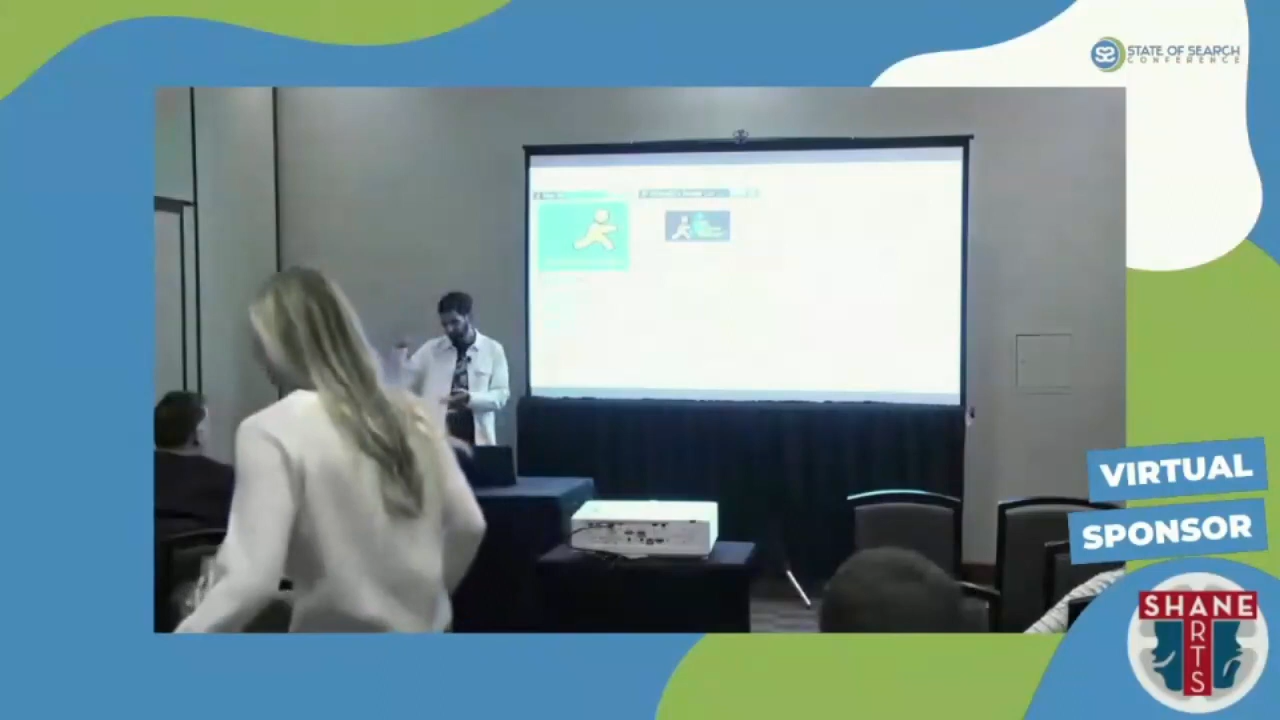 STATE OF SEARCH
CONFERENCE
VIRTUAL
SPONSOR
SHANE
ARTS